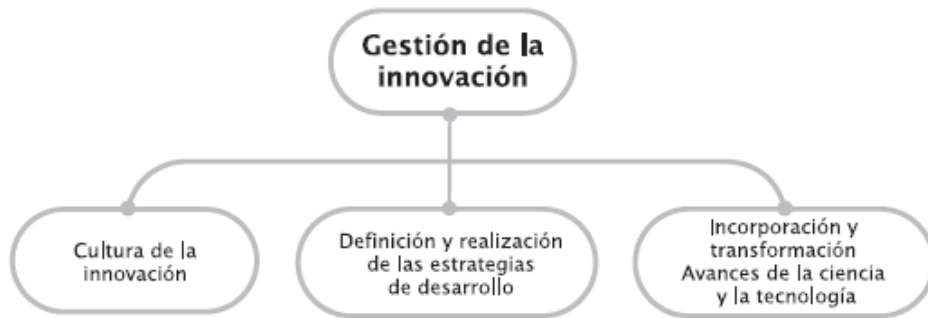 Gestión de la
innovación
Cultura de la
innovación
Definición y realización
de las estrategias
de desarrollo
Incorporación y
transformación
Avances de la ciencia
y la tecnología